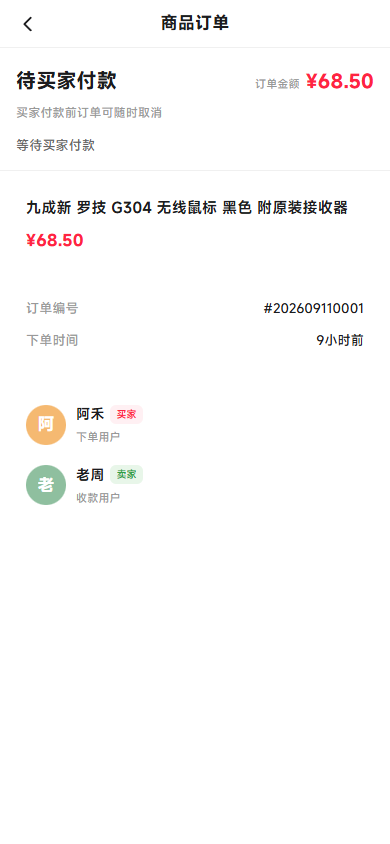 商品订单
待买家付款
订单金额 ¥68.50
买家付款前订单可随时取消
等待买家付款
九成新 罗技 G304 无线鼠标 黑色 附原装接收器
¥68.50
订单编号 #202609110001
下单时间 9小时前
阿 阿禾 买家
下单用户
老 老周 卖家
收款用户